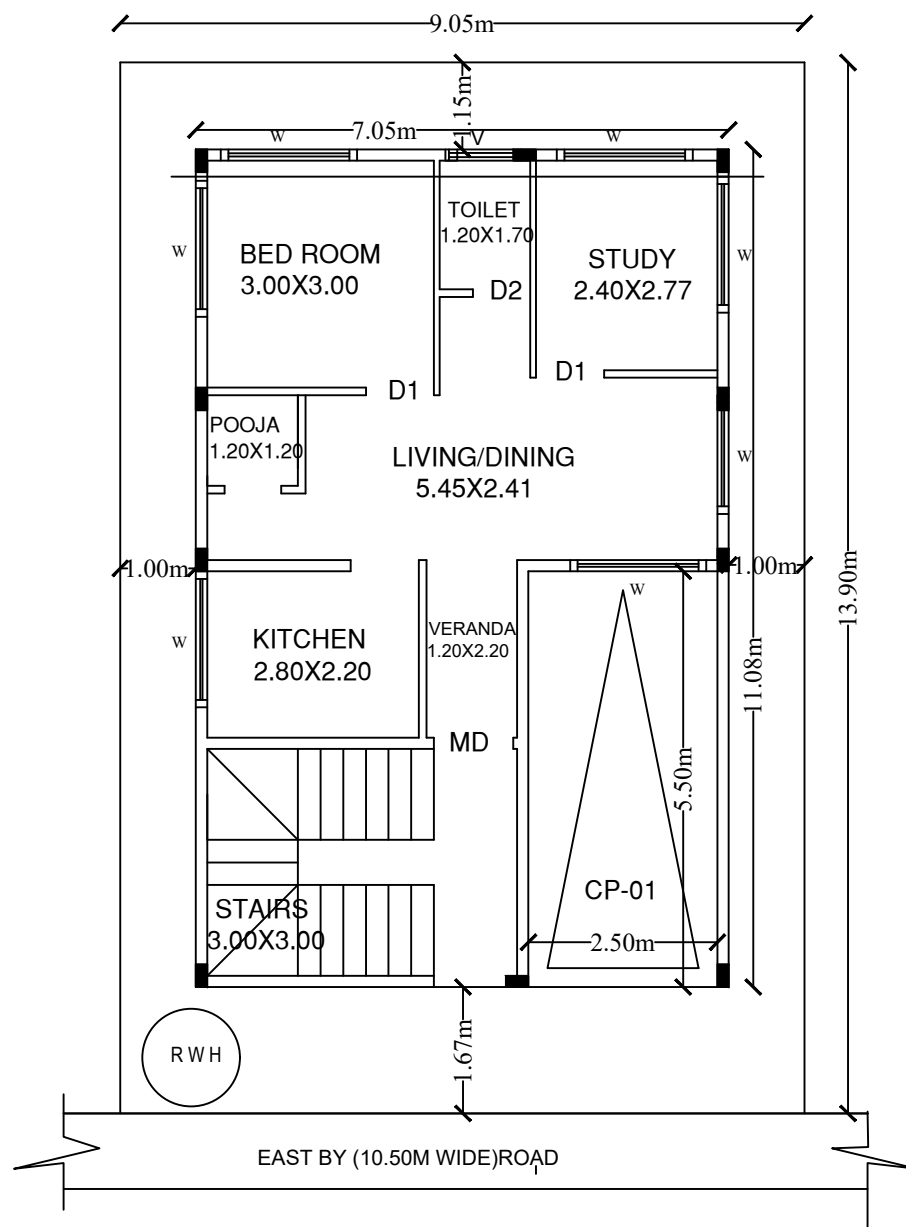 9.05m
1.15m
7.05m
W
V
W
TOILET
1.20X1.70
BED ROOM
3.00X3.00
W
STUDY
2.40X2.77
W
D2
D1
D1
POOJA
1.20X1.20
LIVING/DINING
5.45X2.41
W
1.00m
1.00m
13.90m
W
KITCHEN
2.80X2.20
W
VERANDA
1.20X2.20
11.08m
MD
5.50m
CP-01
STAIRS
3.00X3.00
2.50m
RWH
1.67m
EAST BY (10.50M WIDE)ROAD